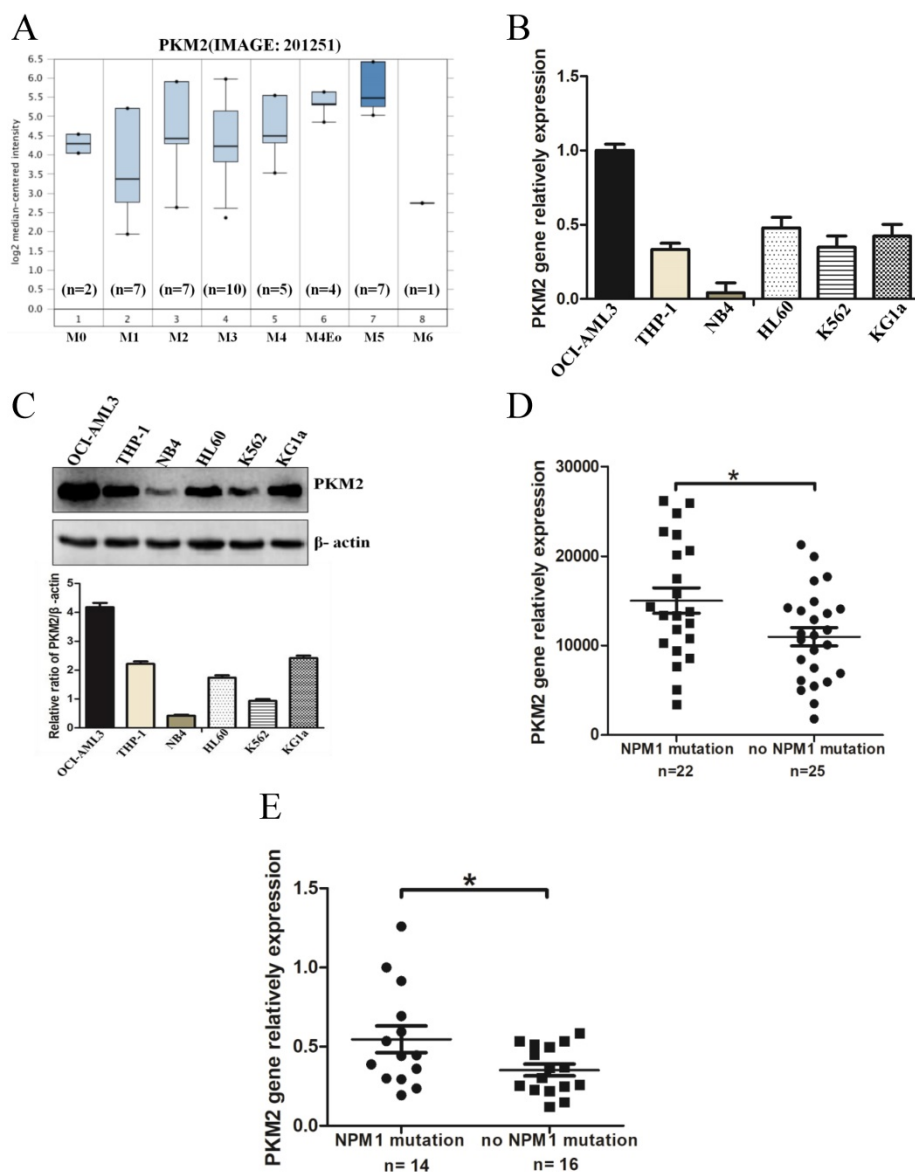 A
PKM2(IMAGE: 201251)
log2 median-centered intensity
6.5
6.0
5.5
5.0
4.5
4.0
3.5
3.0
2.5
2.0
1.5
1.0
0.5
0.0
(n=2) (n=7) (n=7) (n=10) (n=5) (n=4) (n=7) (n=1)
1 2 3 4 5 6 7 8
M0 M1 M2 M3 M4 M4Eo M5 M6
B
PKM2 gene relatively expression
1.5
1.0
0.5
0.0
OCI-AML3 THP-1 NB4 HL60 K562 KG1a
C
OCI-AML3 THP-1 NB4 HL60 K562 KG1a
PKM2
β- actin
Relative ratio of PKM2/β -actin
5
4
3
2
1
0
OCI-AML3 THP-1 NB4 HL60 K562 KG1a
D
PKM2 gene relatively expression
30000
20000
10000
0
*
NPM1 mutation no NPM1 mutation
n=22 n=25
E
PKM2 gene relatively expression
1.5
1.0
0.5
0.0
*
NPM1 mutation no NPM1 mutation
n= 14 n= 16